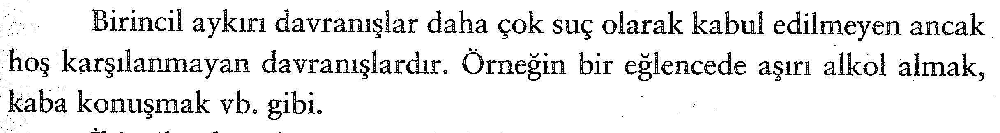 Birincil aykırı davranışlar daha çok suç olarak kabul edilmeyen ancak
hoş karşılanmayan davranışlardır. Örneğin bir eğlencede aşırı alkol almak,
kaba konuşmak vb. gibi.